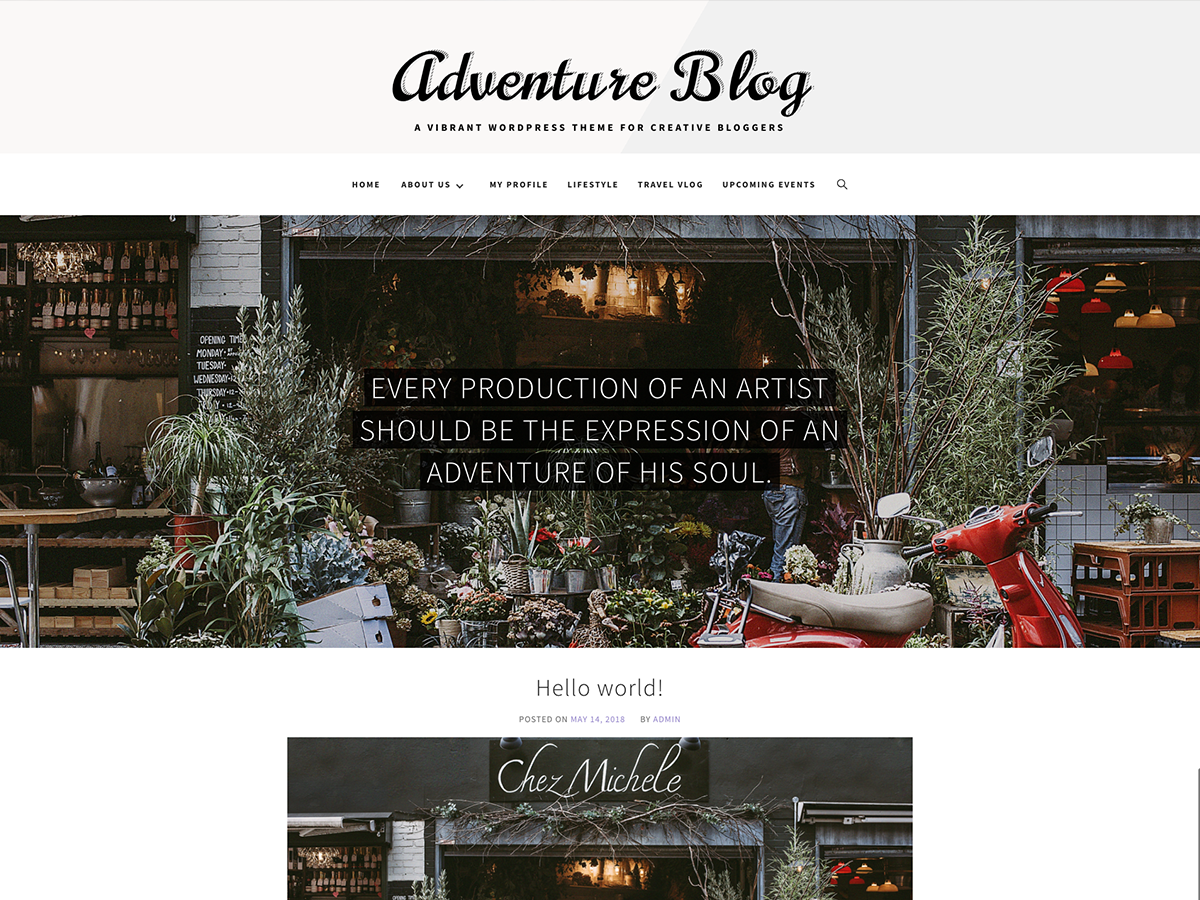 Adventure Blog
A VIBRANT WORDPRESS THEME FOR CREATIVE BLOGGERS
HOME ABOUT US MY PROFILE LIFESTYLE TRAVEL VLOG UPCOMING EVENTS
OPENING TIMES
MONDAY
TUESDAY
WEDNESDAY
THURSDAY
EVERY PRODUCTION OF AN ARTIST
SHOULD BE THE EXPRESSION OF AN
ADVENTURE OF HIS SOUL.
Hello world!
POSTED ON MAY 14, 2018 BY ADMIN
Chez Michele